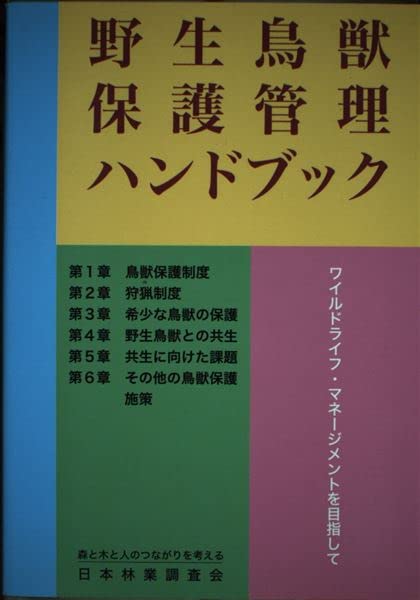 野生鳥獣
保護管理
ハンドブック
第1章 鳥獣保護制度
第2章 狩猟制度
第3章 希少な鳥獣の保護
第4章 野生鳥獣との共生
第5章 共生に向けた課題
第6章 その他の鳥獣保護
施策
ワイルドライフ・マネージメントを目指して
森と木と人のつながりを考える
日本林業調査会